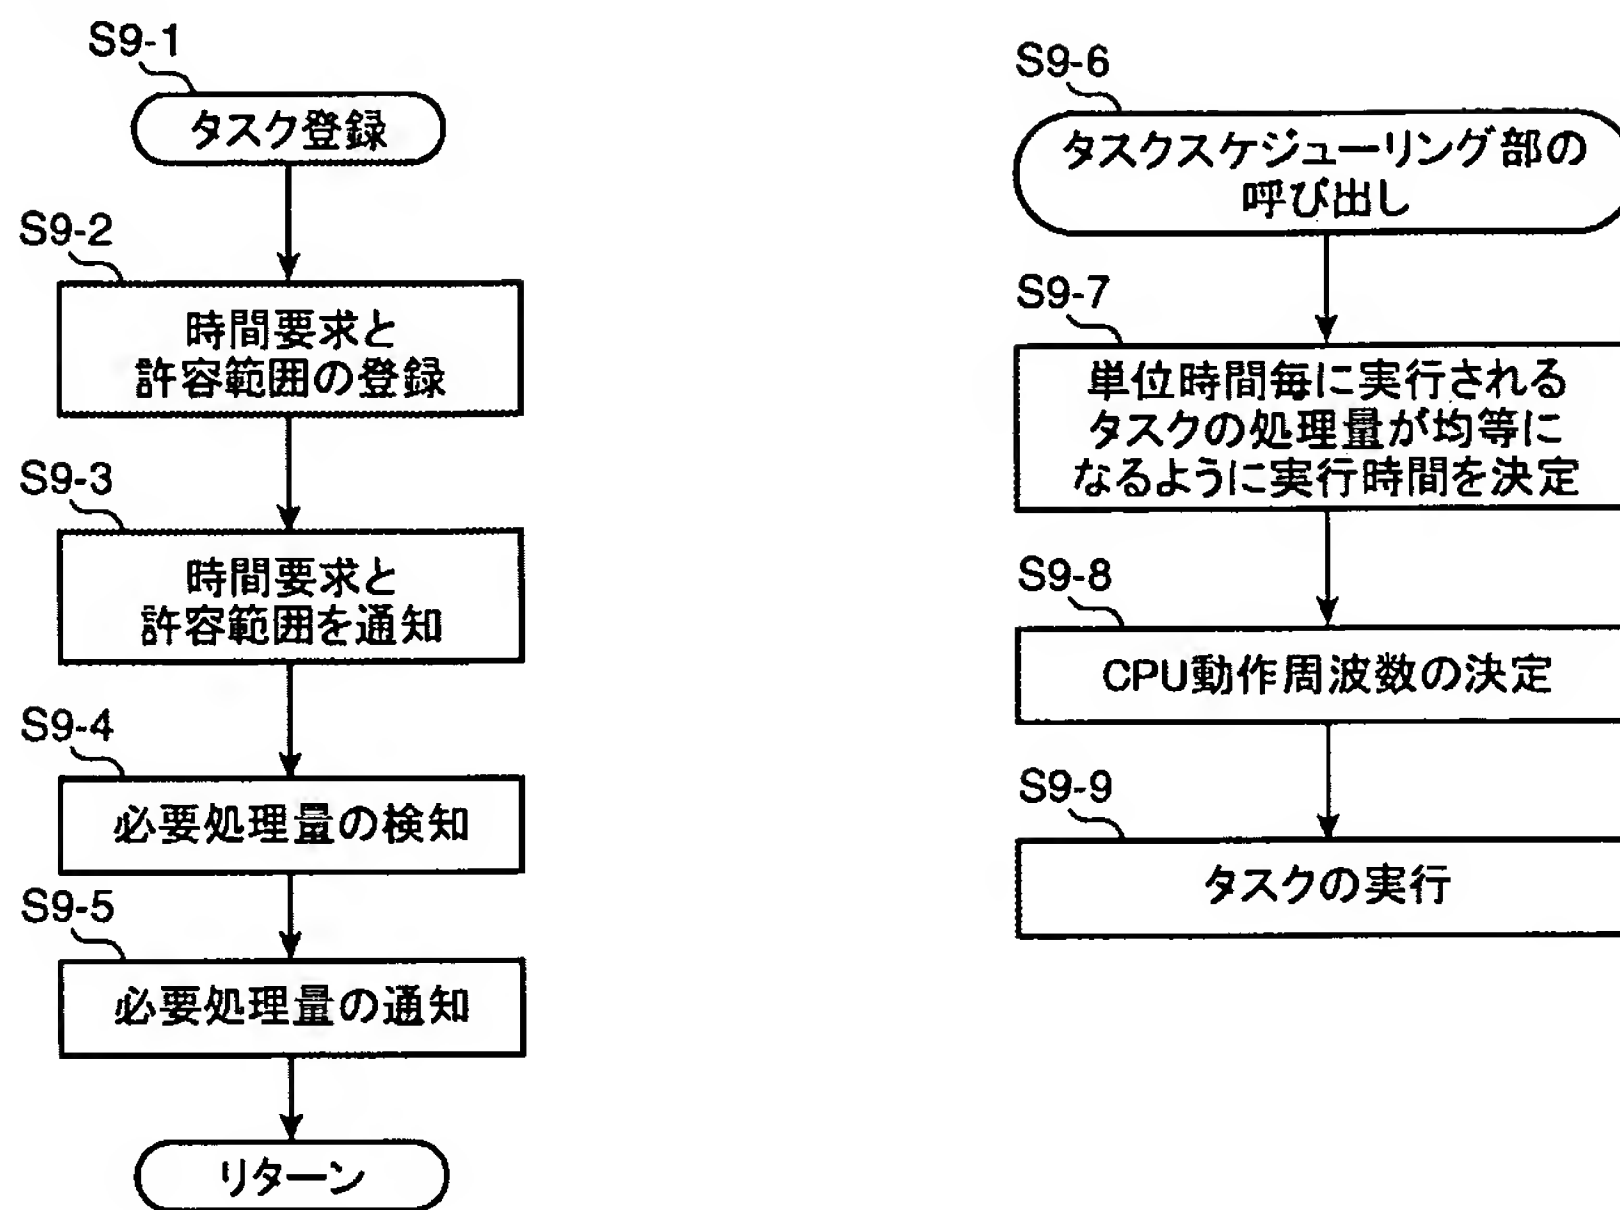 S9-1
タスク登録
S9-2
時間要求と
許容範囲の登録
S9-3
時間要求と
許容範囲を通知
S9-4
必要処理量の検知
S9-5
必要処理量の通知
リターン
S9-6
タスクスケジューリング部の
呼び出し
S9-7
単位時間毎に実行される
タスクの処理量が均等に
なるように実行時間を決定
S9-8
CPU動作周波数の決定
S9-9
タスクの実行